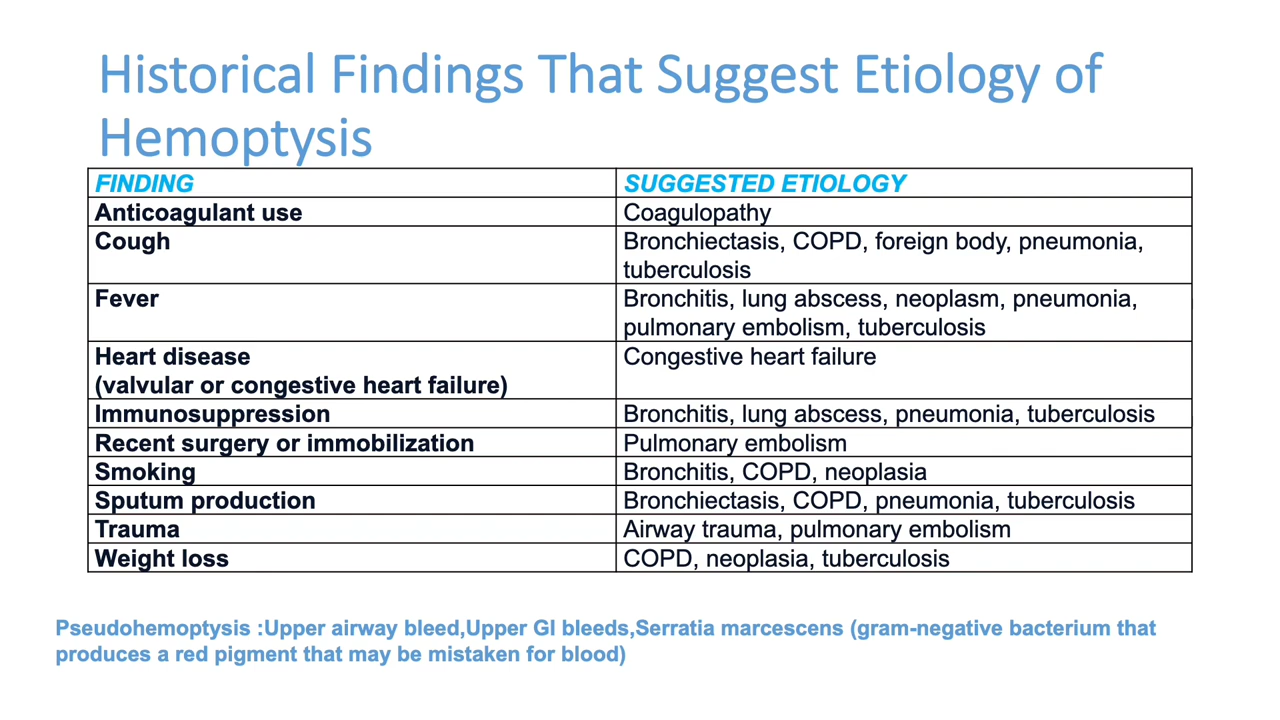 Historical Findings That Suggest Etiology of
Hemoptysis
FINDING SUGGESTED ETIOLOGY
Anticoagulant use Coagulopathy
Cough Bronchiectasis, COPD, foreign body, pneumonia,
tuberculosis
Fever Bronchitis, lung abscess, neoplasm, pneumonia,
pulmonary embolism, tuberculosis
Heart disease Congestive heart failure
(valvular or congestive heart failure)
Immunosuppression Bronchitis, lung abscess, pneumonia, tuberculosis
Recent surgery or immobilization Pulmonary embolism
Smoking Bronchitis, COPD, neoplasia
Sputum production Bronchiectasis, COPD, pneumonia, tuberculosis
Trauma Airway trauma, pulmonary embolism
Weight loss COPD, neoplasia, tuberculosis
Pseudohemoptysis :Upper airway bleed,Upper GI bleeds,Serratia marcescens (gram-negative bacterium that
produces a red pigment that may be mistaken for blood)